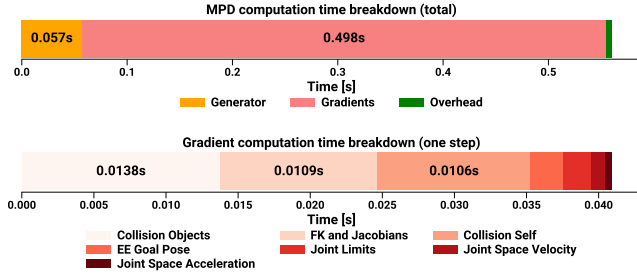 MPD computation time breakdown (total)
0.057s 0.498s
0.0 0.1 0.2 0.3 0.4 0.5
Time [s]
Generator Gradients Overhead
Gradient computation time breakdown (one step)
0.0138s 0.0109s 0.0106s
0.000 0.005 0.010 0.015 0.020 0.025 0.030 0.035 0.040
Time [s]
Collision Objects FK and Jacobians Collision Self
EE Goal Pose Joint Limits Joint Space Velocity
Joint Space Acceleration